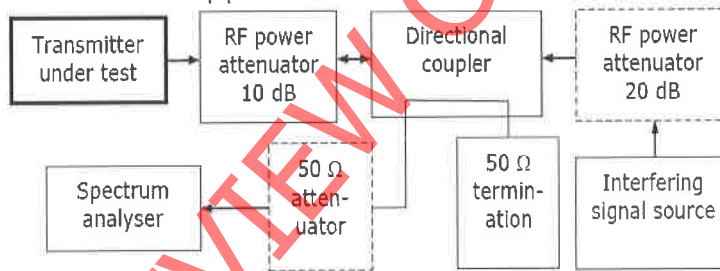 Transmitter
under test
RF power
attenuator
10 dB
Directional
coupler
RF power
attenuator
20 dB
Spectrum
analyser
50 Ω
atten-
uator
50 Ω
termin-
ation
Interfering
signal source
VIEW